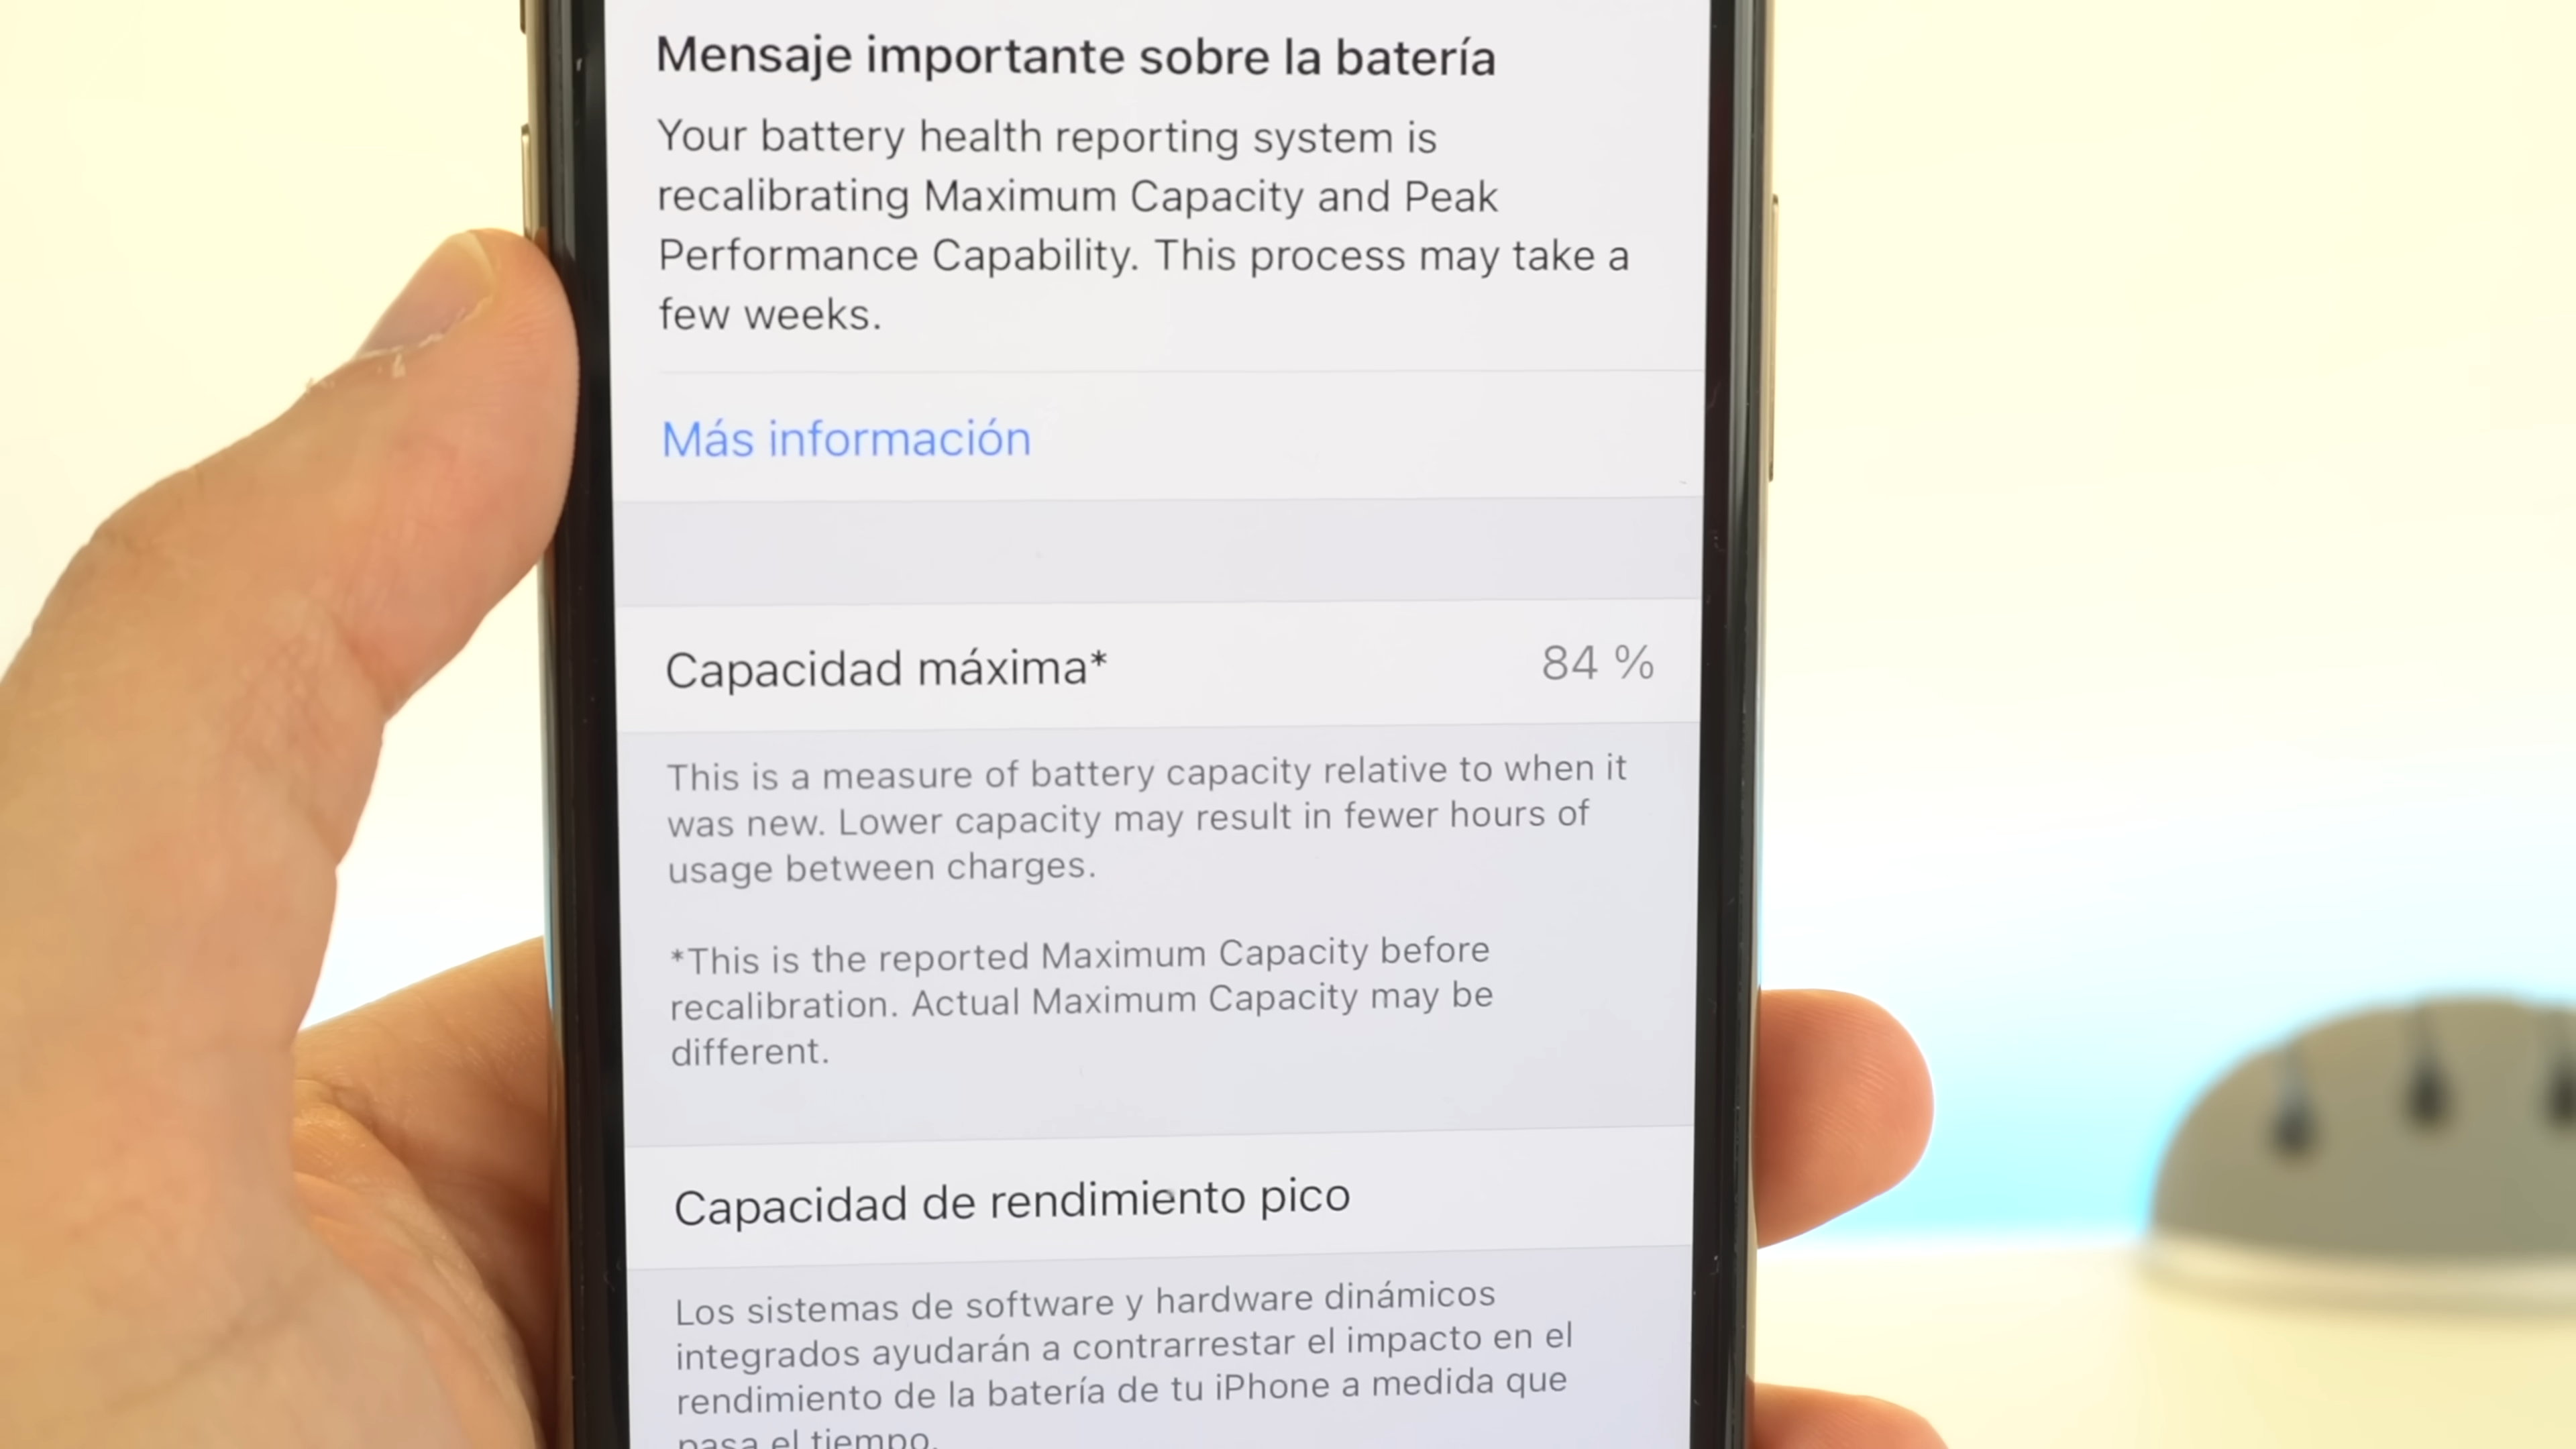 Mensaje importante sobre la batería
Your battery health reporting system is
recalibrating Maximum Capacity and Peak
Performance Capability. This process may take a
few weeks.
Más información
Capacidad máxima* 84 %
This is a measure of battery capacity relative to when it
was new. Lower capacity may result in fewer hours of
usage between charges.
*This is the reported Maximum Capacity before
recalibration. Actual Maximum Capacity may be
different.
Capacidad de rendimiento pico
Los sistemas de software y hardware dinámicos
integrados ayudarán a contrarrestar el impacto en el
rendimiento de la batería de tu iPhone a medida que
pasa el tiempo.